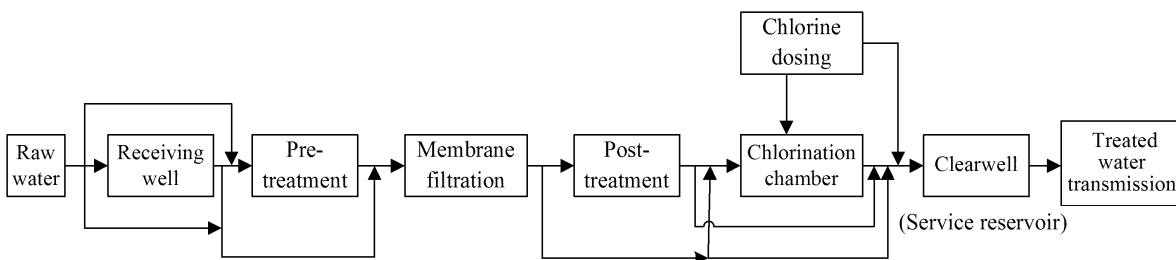 Chlorine
dosing
Raw
water
Receiving
well
Pre-
treatment
Membrane
filtration
Post-
treatment
Chlorination
chamber
Clearwell
(Service reservoir)
Treated
water
transmission